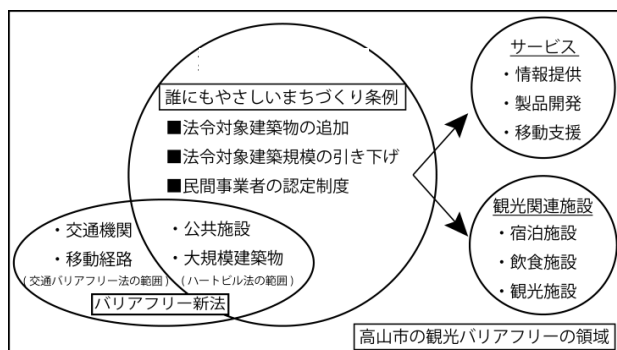 誰にもやさしいまちづくり条例
■法令対象建築物の追加
■法令対象建築規模の引き下げ
■民間事業者の認定制度
・交通機関
・移動経路
(交通バリアフリー法の範囲)
・公共施設
・大規模建築物
(ハートビル法の範囲)
バリアフリー新法
サービス
・情報提供
・製品開発
・移動支援
観光関連施設
・宿泊施設
・飲食施設
・観光施設
高山市の観光バリアフリーの領域